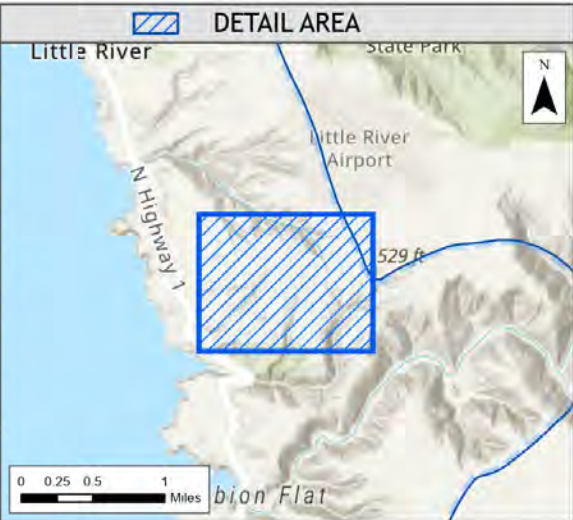 DETAIL AREA
Little River
State Park
N
Little River
Airport
N Highway 1
529 ft
0 0.25 0.5 1
Miles
bion Flat